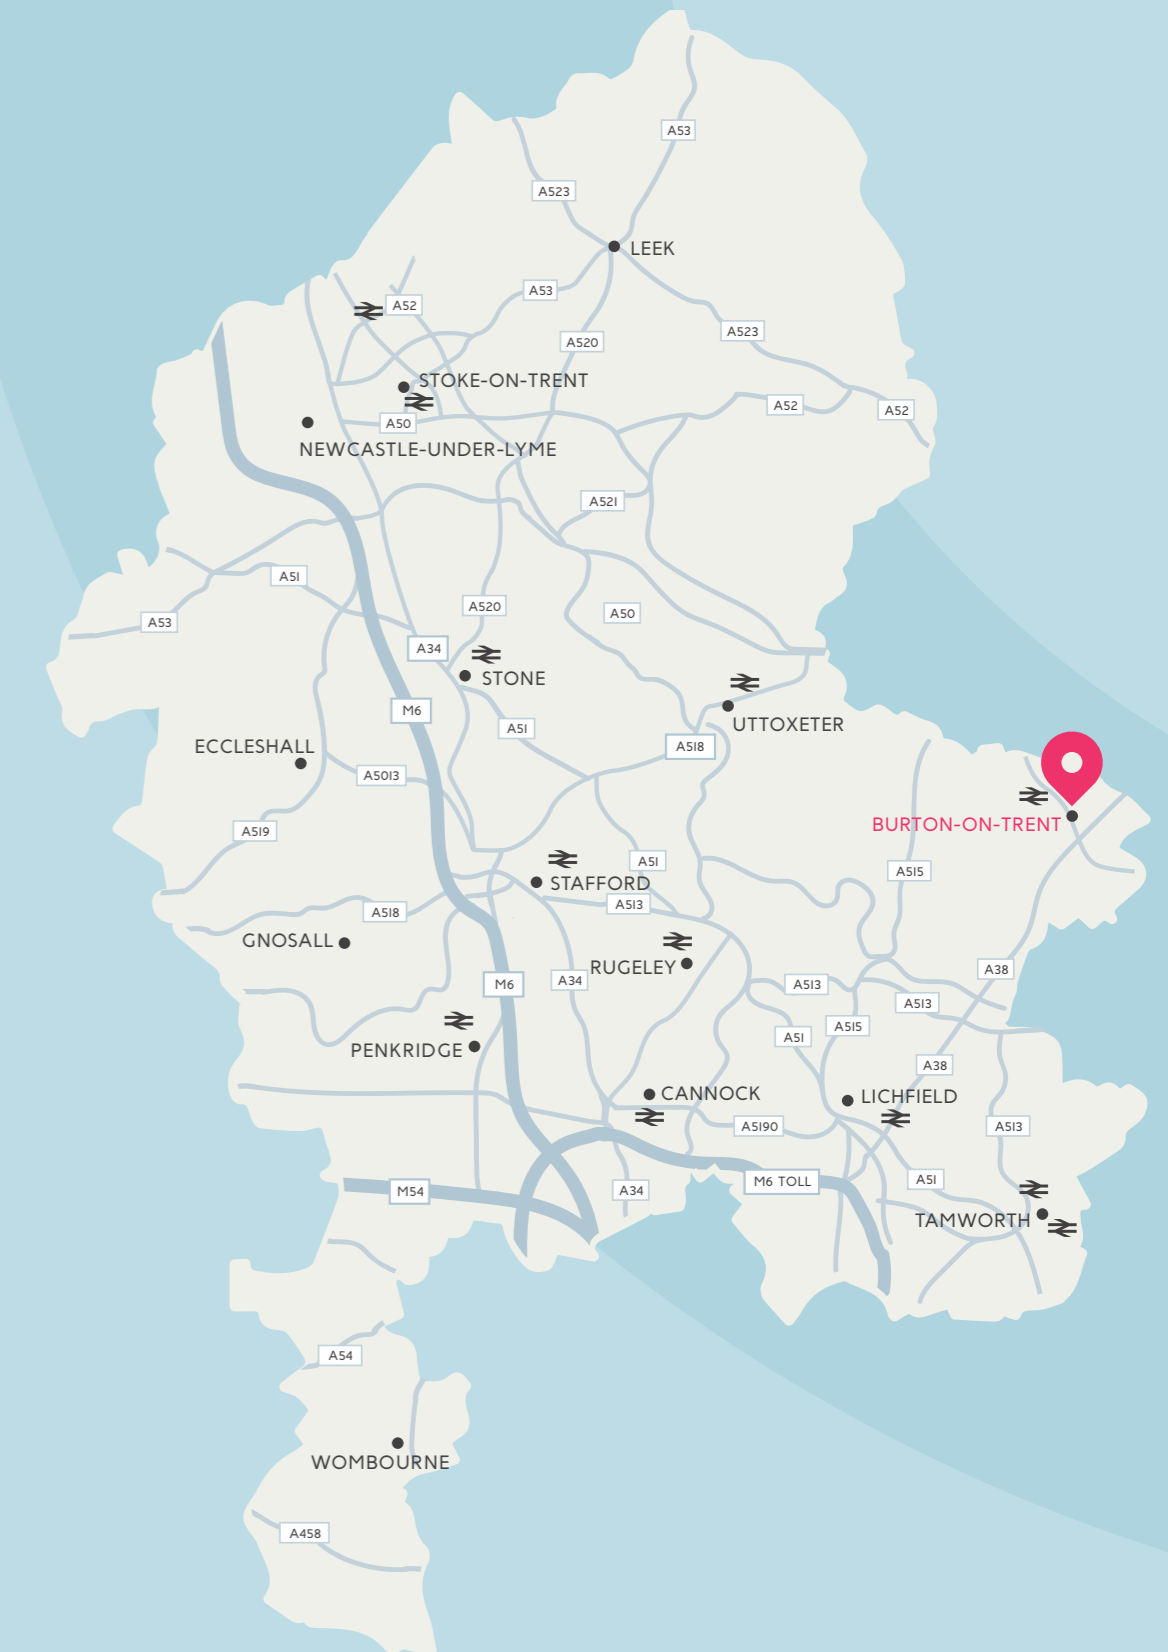 A53
A523
LEEK
A53
A52
A523
A520
STOKE-ON-TRENT
A52
A52
A50
NEWCASTLE-UNDER-LYME
A521
A51
A520
A50
A53
A34
STONE
M6
UTTOXETER
A51
ECCLESHALL
A518
A5013
BURTON-ON-TRENT
A519
A51
A515
STAFFORD
A513
A518
GNOSALL
RUGELEY
A38
M6
A34
A513
A513
A515
A51
PENKRIDGE
A38
CANNOCK
LICHFIELD
A5190
A513
A51
M6 TOLL
M54
A34
TAMWORTH
A54
WOMBOURNE
A458